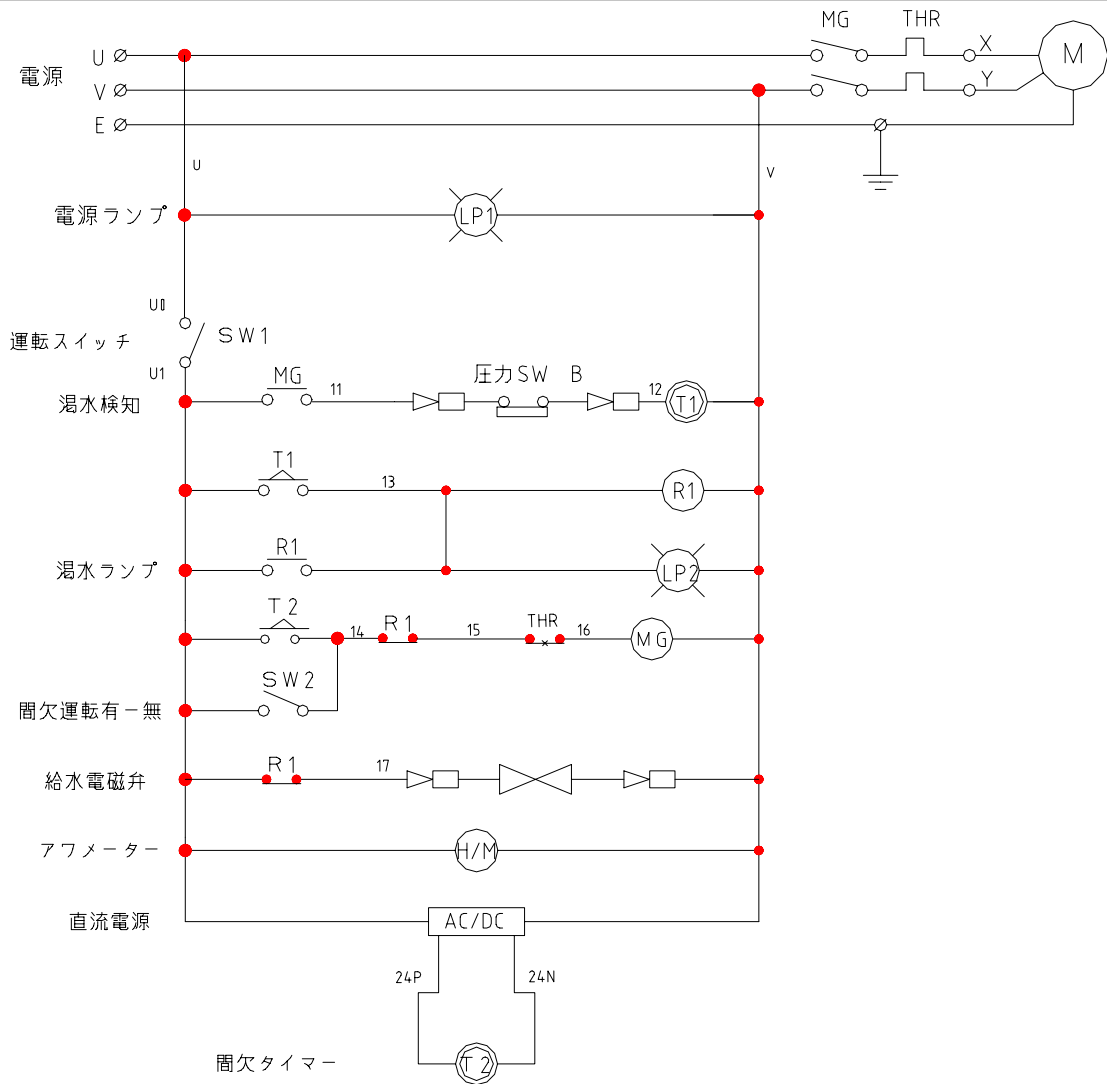 MG THR
電源 U X M
V Y
E
U V
電源ランプ LP1
U0
運転スイッチ SW1
U1
MG 11 圧力SW B 12 T1
渇水検知
T1 13 R1
R1
渇水ランプ LP2
T2 14 R1 15 THR 16 MG
SW2
間欠運転有－無
R1 17
給水電磁弁
アワメーター H/M
直流電源 AC/DC
24P 24N
間欠タイマー T2